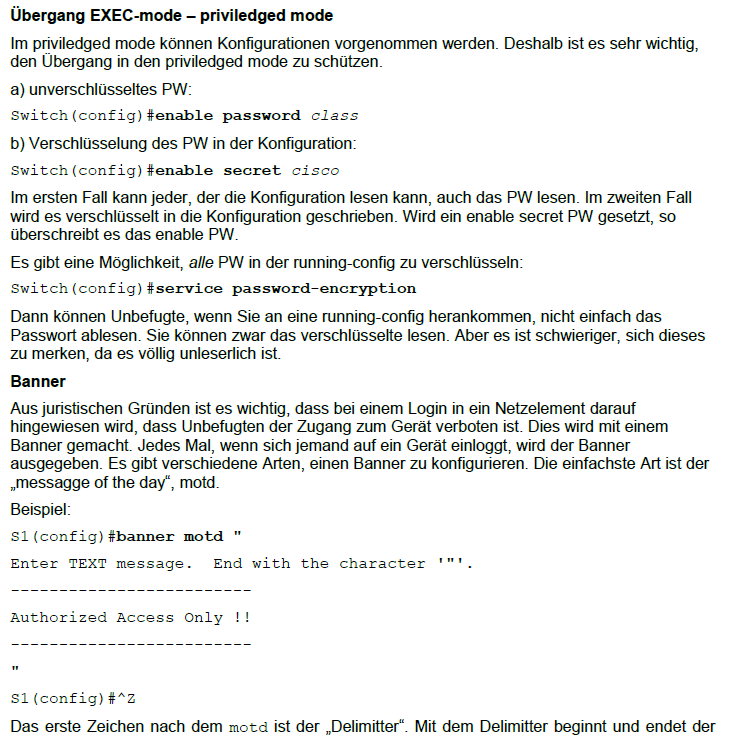 Übergang EXEC-mode – priviledged mode
Im priviledged mode können Konfigurationen vorgenommen werden. Deshalb ist es sehr wichtig,
den Übergang in den priviledged mode zu schützen.
a) unverschlüsseltes PW:
Switch(config)#enable password class
b) Verschlüsselung des PW in der Konfiguration:
Switch(config)#enable secret cisco
Im ersten Fall kann jeder, der die Konfiguration lesen kann, auch das PW lesen. Im zweiten Fall
wird es verschlüsselt in die Konfiguration geschrieben. Wird ein enable secret PW gesetzt, so
überschreibt es das enable PW.
Es gibt eine Möglichkeit, alle PW in der running-config zu verschlüseln:
Switch(config)#service password-encryption
Dann können Unbefugte, wenn Sie an eine running-config herankommen, nicht einfach das
Passwort ablesen. Sie können zwar das verschlüsselte lesen. Aber es ist schwieriger, sich dieses
zu merken, da es völlig unleserlich ist.
Banner
Aus juristischen Gründen ist es wichtig, dass bei einem Login in ein Netzelement darauf
hingewiesen wird, dass Unbefugten der Zugang zum Gerät verboten ist. Dies wird mit einem
Banner gemacht. Jedes Mal, wenn sich jemand auf ein Gerät einloggt, wird der Banner
ausgegeben. Es gibt verschiedene Arten, einen Banner zu konfigurieren. Die einfachste Art ist der
„messagge of the day“, motd.
Beispiel:
S1(config)#banner motd "
Enter TEXT message.  End with the character '"'.
-------------------------
Authorized Access Only !!
-------------------------
"
S1(config)#^Z
Das erste Zeichen nach dem motd ist der „Delimitter“. Mit dem Delimitter beginnt und endet der